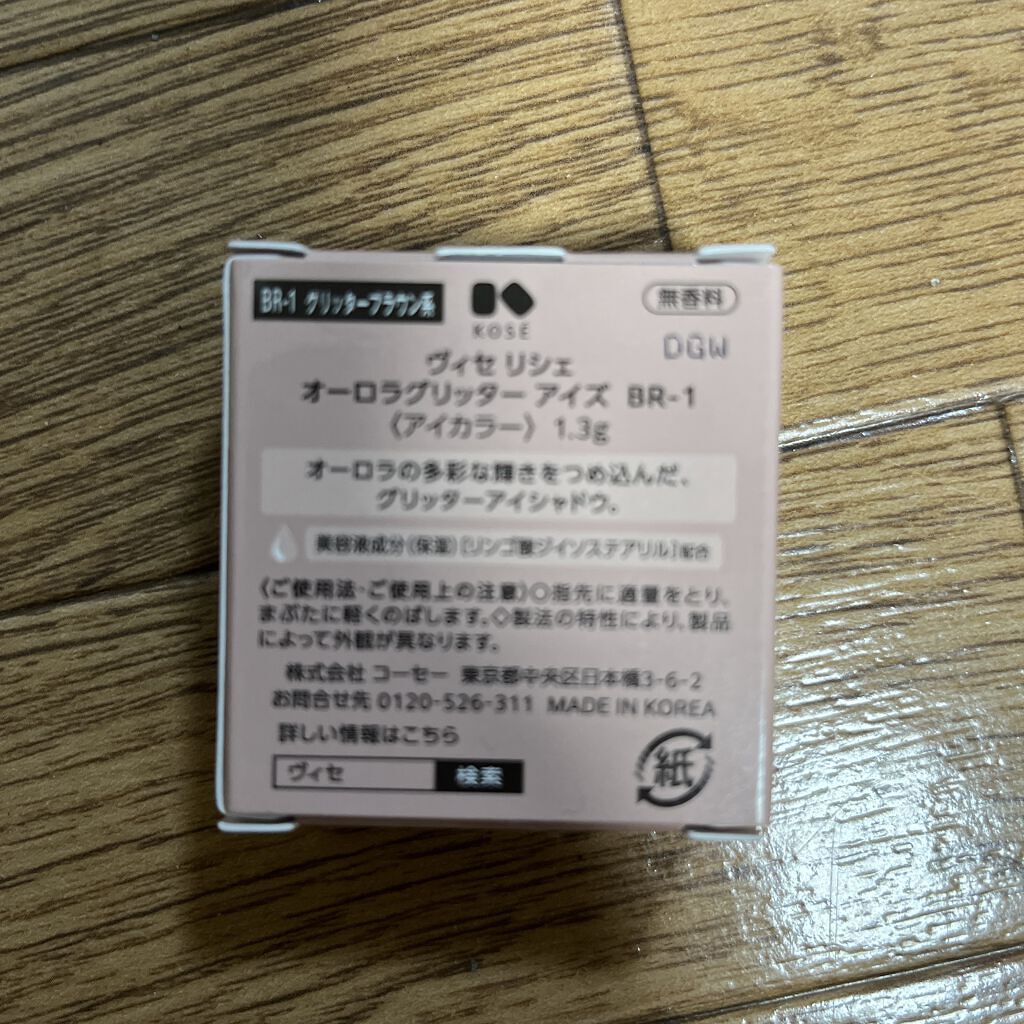 BR-1 グリッターブラウン系
KOSÉ
無香料
DGW
ヴィセ リシェ
オーロラグリッター アイズ BR-1
〈アイカラー〉 1.3g
オーロラの多彩な輝きをつめ込んだ、
グリッターアイシャドウ。
美容液成分(保湿)[リンゴ酸ジイソステアリル]配合
〈ご使用法・ご使用上の注意〉○指先に適量をとり、
まぶたに軽くのばします。◇製法の特性により、製品
によって外観が異なります。
株式会社 コーセー 東京都中央区日本橋3-6-2
お問合せ先 0120-526-311 MADE IN KOREA
詳しい情報はこちら
ヴィセ 検索
紙